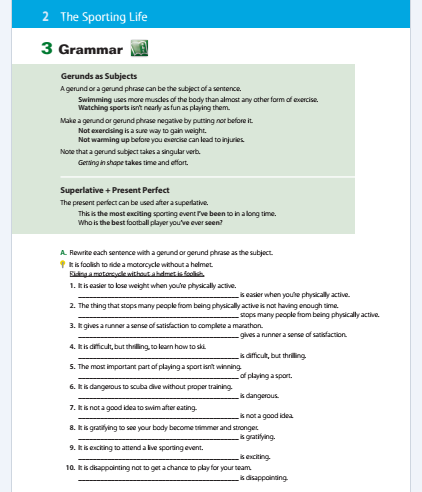 2 The Sporting Life
3 Grammar
Gerunds as Subjects
A gerund or a gerund phrase can be the subject of a sentence.
Swimming uses more muscles of the body than almost any other form of exercise.
Watching sports isn't nearly as fun as playing them.
Make a gerund or gerund phrase negative by putting not before it.
Not exercising is a sure way to gain weight.
Not warming up before you exercise can lead to injuries.
Note that a gerund subject takes a singular verb.
Getting in shape takes time and effort.
Superlative + Present Perfect
The present perfect can be used after a superlative.
This is the most exciting sporting event I've been to in a long time.
Who is the best football player you've ever seen?
A. Rewrite each sentence with a gerund or gerund phrase as the subject.
It is foolish to ride a motorcycle without a helmet.
Riding a motorcycle without a helmet is foolish.
1. It is easier to lose weight when you're physically active.
is easier when you're physically active.
2. The thing that stops many people from being physically active is not having enough time.
stops many people from being physically active.
3. It gives a runner a sense of satisfaction to complete a marathon.
gives a runner a sense of satisfaction.
4. It is difficult, but thrilling, to learn how to ski.
is difficult, but thrilling.
5. The most important part of playing a sport isn't winning.
of playing a sport.
6. It is dangerous to scuba dive without proper training.
is dangerous.
7. It is not a good idea to swim after eating.
is not a good idea.
8. It is gratifying to see your body become trimmer and stronger.
is gratifying.
9. It is exciting to attend a live sporting event.
is exciting.
10. It is disappointing not to get a chance to play for your team.
is disappointing.